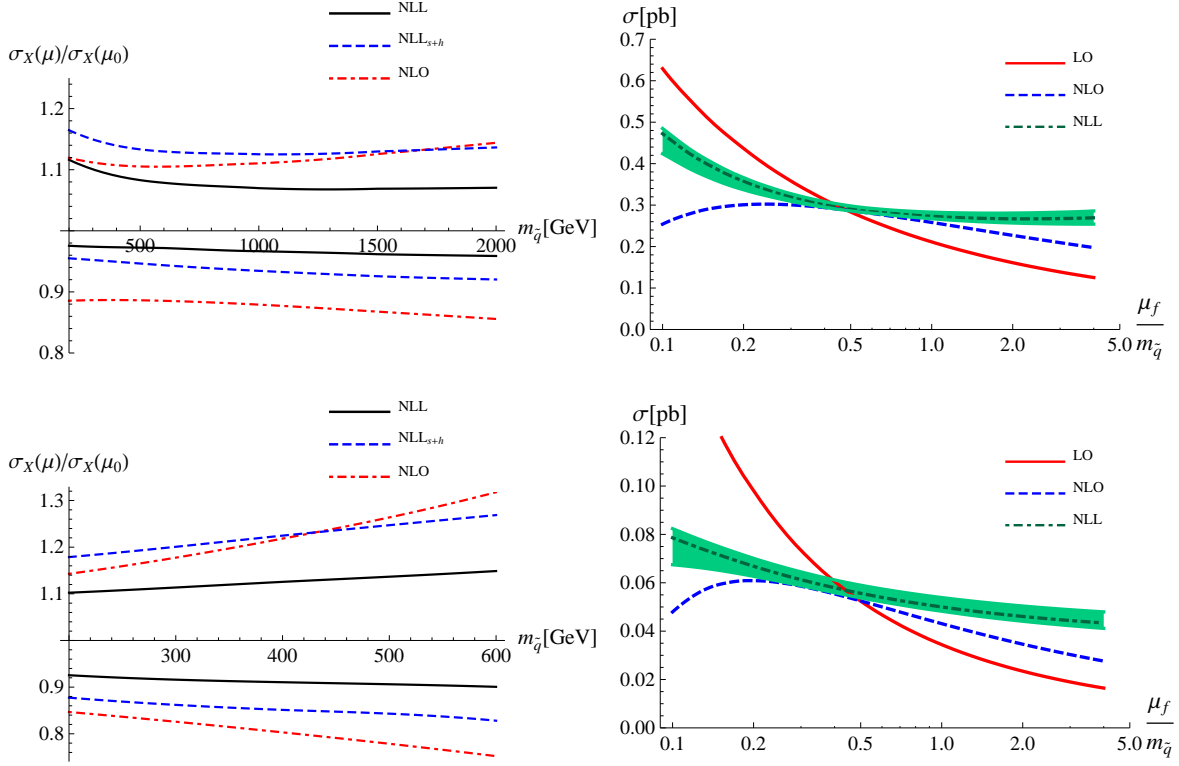 NLL
NLL_{s+h}
NLO
σ_X(μ)/σ_X(μ_0)
1.2
1.1
500 1000 1500 2000
m_{q̃}[GeV]
0.9
0.8
σ[pb]
LO
NLO
NLL
0.7
0.6
0.5
0.4
0.3
0.2
0.1
0.0
0.1 0.2 0.5 1.0 2.0 5.0
μ_f
m_{q̃}
NLL
NLL_{s+h}
NLO
σ_X(μ)/σ_X(μ_0)
1.3
1.2
1.1
300 400 500 600
m_{q̃}[GeV]
0.9
0.8
σ[pb]
LO
NLO
NLL
0.12
0.10
0.08
0.06
0.04
0.02
0.00
0.1 0.2 0.5 1.0 2.0 5.0
μ_f
m_{q̃}